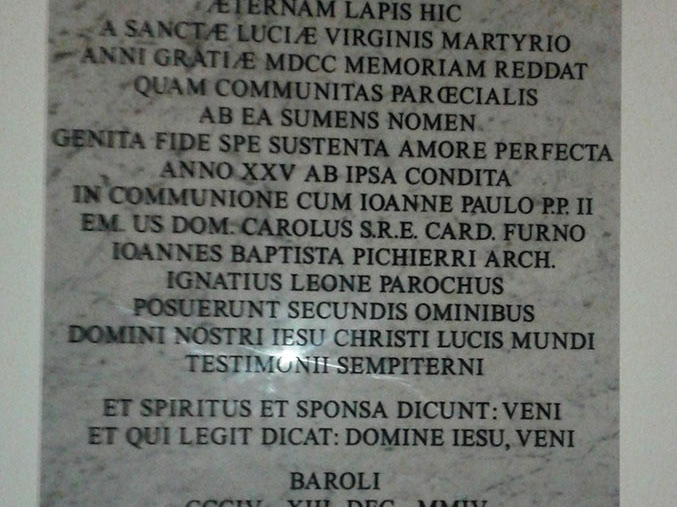 ÆTERNAM LAPIS HIC
A SANCTÆ LUCIÆ VIRGINIS MARTYRIO
ANNI GRATIÆ MDCC MEMORIAM REDDAT
QUAM COMMUNITAS PARŒCIALIS
AB EA SUMENS NOMEN
GENITA FIDE SPE SUSTENTA AMORE PERFECTA
ANNO XXV AB IPSA CONDITA
IN COMMUNIONE CUM IOANNE PAULO P.P. II
EM. US DOM. CAROLUS S.R.E. CARD. FURNO
IOANNES BAPTISTA PICHIERRI ARCH.
IGNATIUS LEONE PAROCHUS
POSUERUNT SECUNDIS OMINIBUS
DOMINI NOSTRI IESU CHRISTI LUCIS MUNDI
TESTIMONII SEMPITERNI
ET SPIRITUS ET SPONSA DICUNT: VENI
ET QUI LEGIT DICAT: DOMINE IESU, VENI
BAROLI
XIII DEC. MMIV